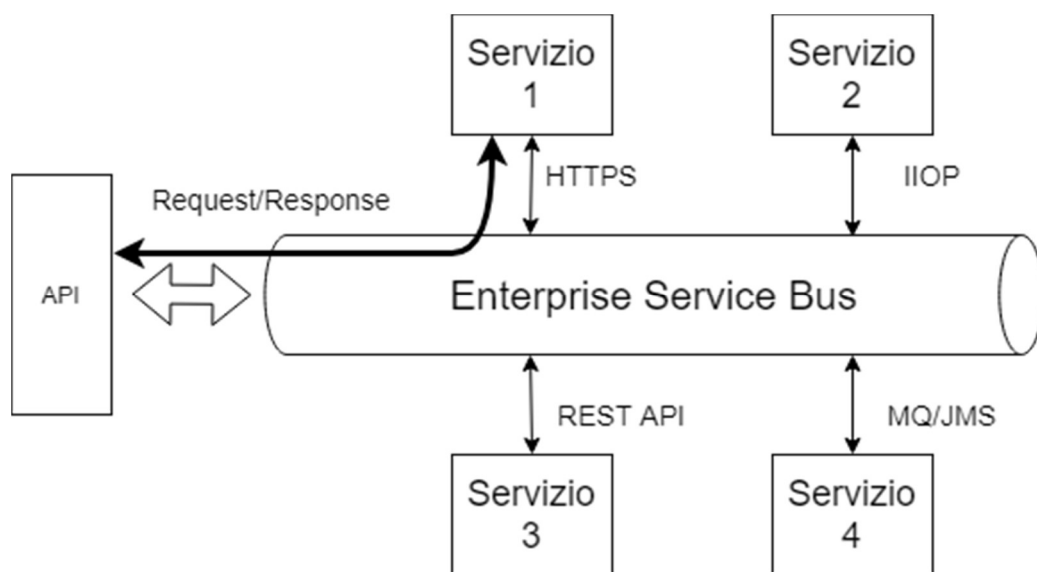 Servizio
1
Servizio
2
HTTPS
IIOP
Request/Response
API
Enterprise Service Bus
REST API
MQ/JMS
Servizio
3
Servizio
4